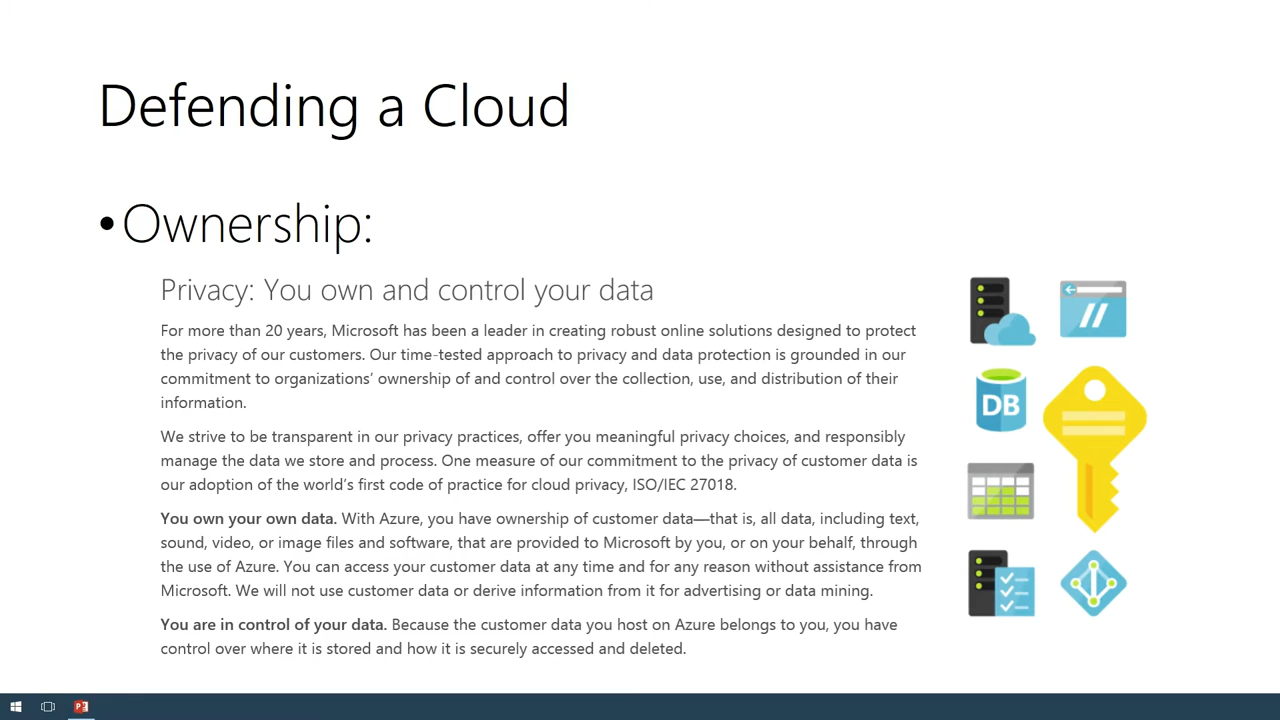 Defending a Cloud
•Ownership:
Privacy: You own and control your data
For more than 20 years, Microsoft has been a leader in creating robust online solutions designed to protect
the privacy of our customers. Our time-tested approach to privacy and data protection is grounded in our
commitment to organizations’ ownership of and control over the collection, use, and distribution of their
information.
We strive to be transparent in our privacy practices, offer you meaningful privacy choices, and responsibly
manage the data we store and process. One measure of our commitment to the privacy of customer data is
our adoption of the world’s first code of practice for cloud privacy, ISO/IEC 27018.
You own your own data. With Azure, you have ownership of customer data—that is, all data, including text,
sound, video, or image files and software, that are provided to Microsoft by you, or on your behalf, through
the use of Azure. You can access your customer data at any time and for any reason without assistance from
Microsoft. We will not use customer data or derive information from it for advertising or data mining.
You are in control of your data. Because the customer data you host on Azure belongs to you, you have
control over where it is stored and how it is securely accessed and deleted.
//
DB
P